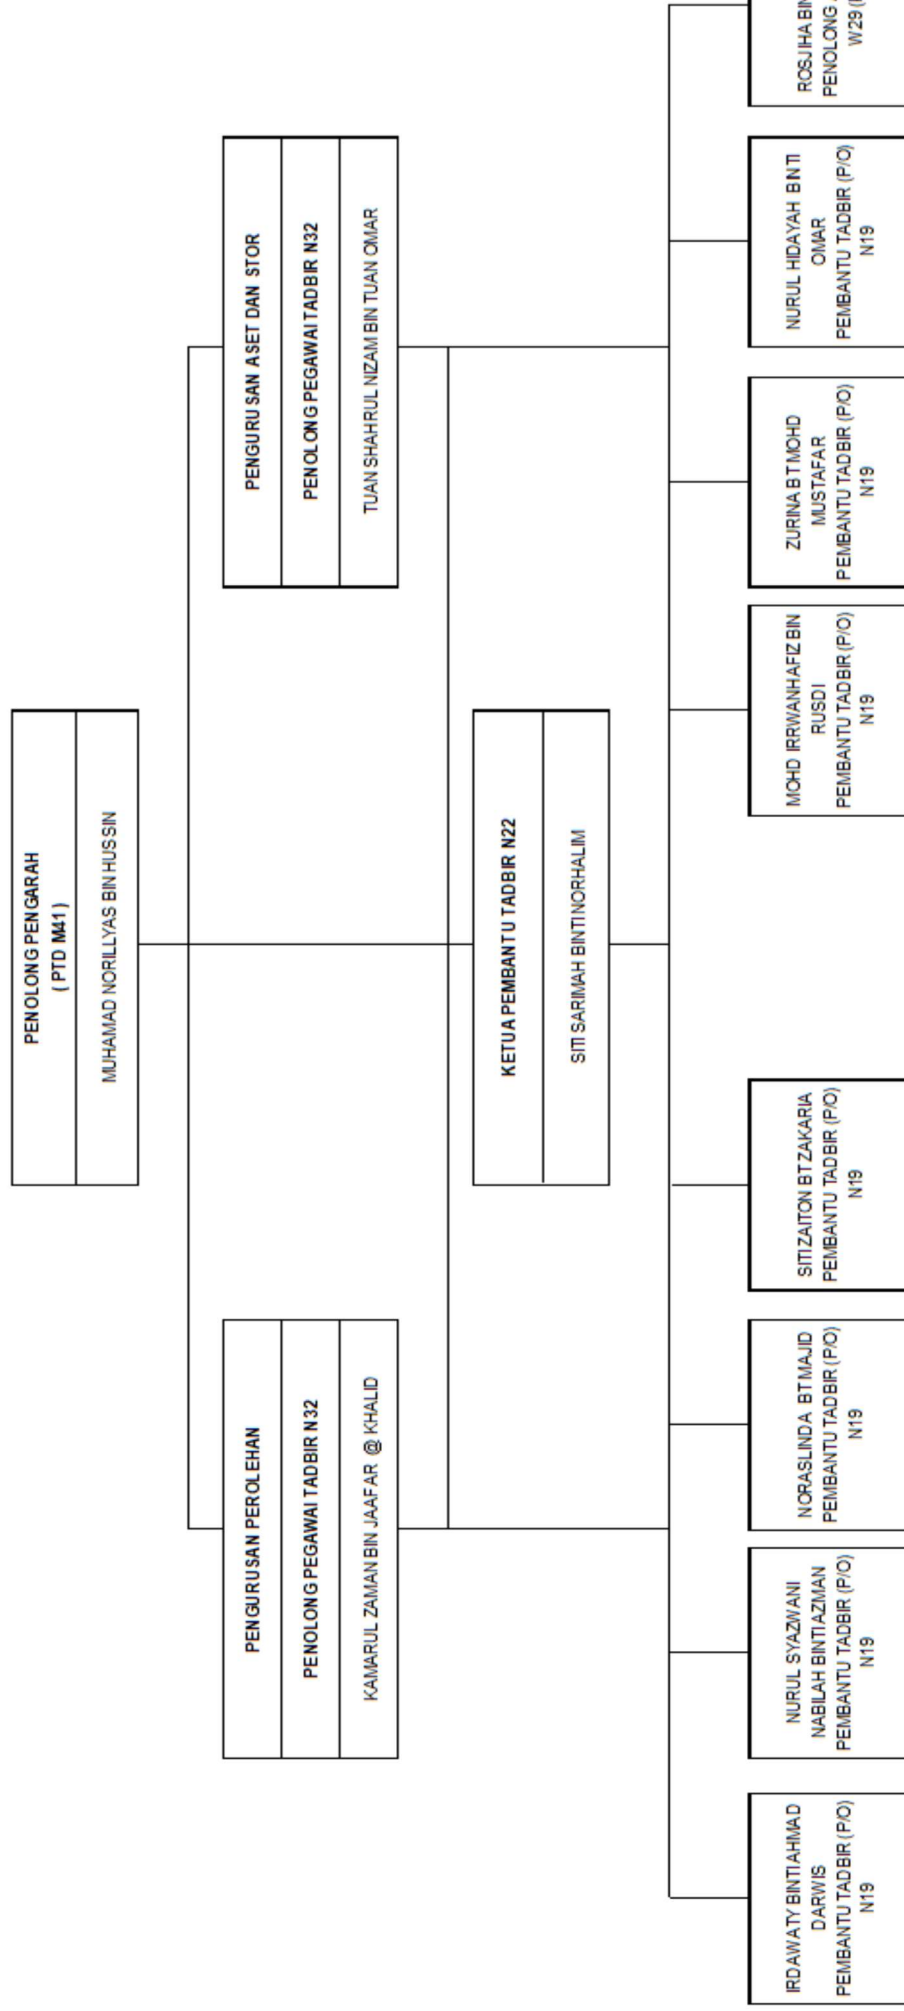 PENOLONG PENGARAH
( PTD M41 )
MUHAMAD NORILLYAS BIN HUSSIN
PENGURUSAN PEROLEHAN
PENOLONG PEGAWAI TADBIR N32
KAMARUL ZAMAN BIN JAAFAR @ KHALID
PENGURUSAN ASET DAN STOR
PENOLONG PEGAWAI TADBIR N32
TUAN SHAHRUL NIZAM BIN TUAN OMAR
KETUA PEMBANTU TADBIR N22
SITI SARIMAH BINTI NORHALIM
IRDAWATY BINTI AHMAD
DARWIS
PEMBANTU TADBIR (P/O)
N19
NURUL SYAZWANI
NABILAH BINTI AZMAN
PEMBANTU TADBIR (P/O)
N19
NORASLINDA BT MAJID
PEMBANTU TADBIR (P/O)
N19
SITI ZAITON BT ZAKARIA
PEMBANTU TADBIR (P/O)
N19
MOHD IRRWANHAFIZ BIN
RUSDI
PEMBANTU TADBIR (P/O)
N19
ZURINA BT MOHD
MUSTAFAR
PEMBANTU TADBIR (P/O)
N19
NURUL HIDAYAH BINTI
OMAR
PEMBANTU TADBIR (P/O)
N19
ROSJIHA
PENOLONG
W29